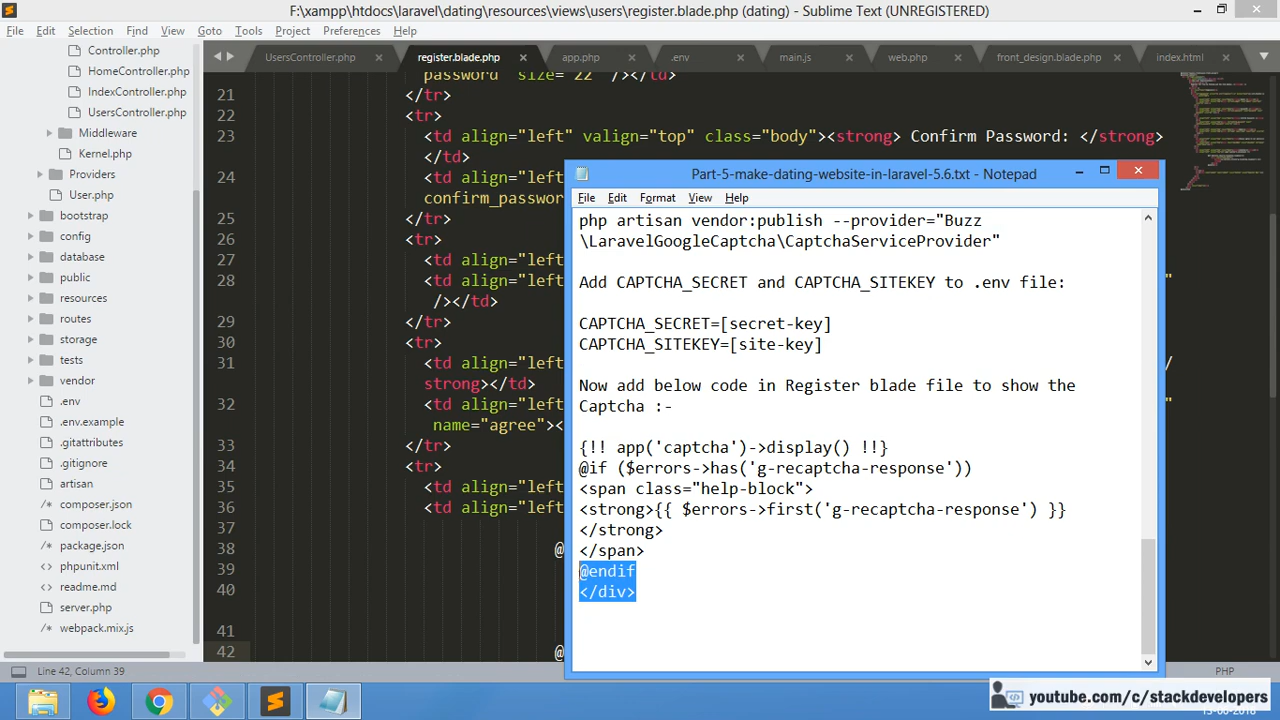 F:\xampp\htdocs\laravel\dating\resources\views\users\register.blade.php (dating) - Sublime Text (UNREGISTERED)
File Edit Selection Find View Goto Tools Project Preferences Help
UsersController.php register.blade.php app.php .env main.js web.php front_design.blade.php index.html
Controller.php
HomeController.php
IndexController.php
UsersController.php
Middleware
Kernel.php
Providers
User.php
bootstrap
config
database
public
resources
routes
storage
tests
vendor
.env
.env.example
.gitattributes
.gitignore
artisan
composer.json
composer.lock
package.json
phpunit.xml
readme.md
server.php
webpack.mix.js
password" size="22" /></td>
21 </tr>
22 <tr>
23 <td align="left" valign="top" class="body"><strong> Confirm Password: </strong>
</td>
24 <td align="left
confirm_passwor
25 </tr>
26 <tr>
27 <td align="left
28 <td align="left "
/></td>
29 </tr>
30 <tr>
31 <td align="left /
strong></td>
32 <td align="left "
name="agree"><
33 </tr>
34 <tr>
35 <td align="left
36 <td align="left
37
38 @
39
40
41
42 @
Part-5-make-dating-website-in-laravel-5.6.txt - Notepad
File Edit Format View Help
php artisan vendor:publish --provider="Buzz
\LaravelGoogleCaptcha\CaptchaServiceProvider"
Add CAPTCHA_SECRET and CAPTCHA_SITEKEY to .env file:
CAPTCHA_SECRET=[secret-key]
CAPTCHA_SITEKEY=[site-key]
Now add below code in Register blade file to show the
Captcha :-
{!! app('captcha')->display() !!}
@if ($errors->has('g-recaptcha-response'))
<span class="help-block">
<strong>{{ $errors->first('g-recaptcha-response') }}
</strong>
</span>
@endif
</div>
Line 42, Column 39
PHP
youtube.com/c/stackdevelopers